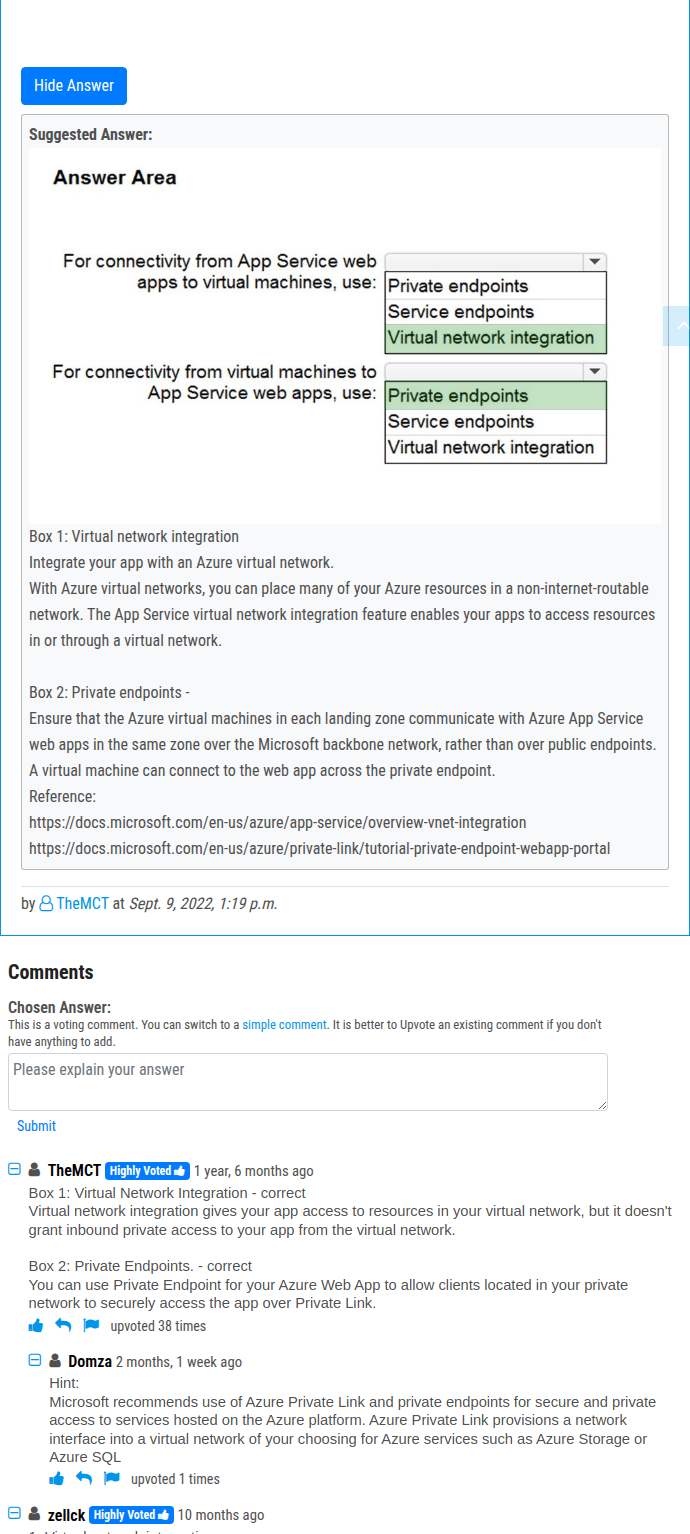 Hide Answer
Suggested Answer:
Answer Area
For connectivity from App Service web
apps to virtual machines, use:
Private endpoints
Service endpoints
Virtual network integration
For connectivity from virtual machines to
App Service web apps, use:
Private endpoints
Service endpoints
Virtual network integration
Box 1: Virtual network integration
Integrate your app with an Azure virtual network.
With Azure virtual networks, you can place many of your Azure resources in a non-internet-routable
network. The App Service virtual network integration feature enables your apps to access resources
in or through a virtual network.
Box 2: Private endpoints -
Ensure that the Azure virtual machines in each landing zone communicate with Azure App Service
web apps in the same zone over the Microsoft backbone network, rather than over public endpoints.
A virtual machine can connect to the web app across the private endpoint.
Reference:
https://docs.microsoft.com/en-us/azure/app-service/overview-vnet-integration
https://docs.microsoft.com/en-us/azure/private-link/tutorial-private-endpoint-webapp-portal
by TheMCT at Sept. 9, 2022, 1:19 p.m.
Comments
Chosen Answer:
This is a voting comment. You can switch to a simple comment. It is better to Upvote an existing comment if you don't
have anything to add.
Please explain your answer
Submit
TheMCT Highly Voted 1 year, 6 months ago
Box 1: Virtual Network Integration - correct
Virtual network integration gives your app access to resources in your virtual network, but it doesn't
grant inbound private access to your app from the virtual network.
Box 2: Private Endpoints. - correct
You can use Private Endpoint for your Azure Web App to allow clients located in your private
network to securely access the app over Private Link.
upvoted 38 times
Domza 2 months, 1 week ago
Hint:
Microsoft recommends use of Azure Private Link and private endpoints for secure and private
access to services hosted on the Azure platform. Azure Private Link provisions a network
interface into a virtual network of your choosing for Azure services such as Azure Storage or
Azure SQL
upvoted 1 times
zellck Highly Voted 10 months ago